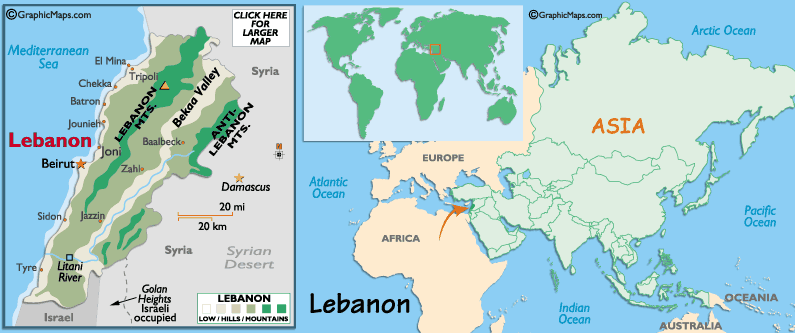 ©GraphicMaps.com
CLICK HERE
FOR
LARGER
MAP
Mediterranean
Sea
El Mina
Tripoli
Syria
Chekka
Batron
LEBANON
MTS.
Bekaa Valley
ANTI-
LEBANON
MTS.
Jounieh
Lebanon
Joni
Baalbeck
Beirut
Zahl
Damascus
20 mi
20 km
Sidon
Jazzin
Syria
Syrian
Desert
Litani
River
Tyre
Golan
Heights
Israeli
occupied
Israel
LEBANON
LOW / HILLS / MOUNTAINS
©GraphicMaps.com
Arctic Ocean
ASIA
EUROPE
Atlantic
Ocean
AFRICA
Pacific
Ocean
Indian
Ocean
OCEANIA
AUSTRALIA
Lebanon